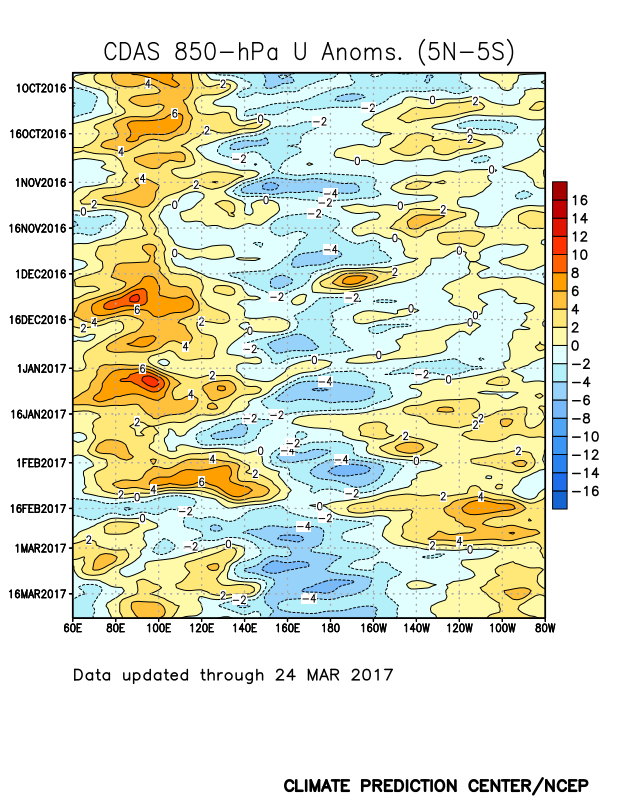 CDAS 850-hPa U Anoms. (5N-5S)
1OCT2016
16OCT2016
1NOV2016
16NOV2016
1DEC2016
16DEC2016
1JAN2017
16JAN2017
1FEB2017
16FEB2017
1MAR2017
16MAR2017
60E 80E 100E 120E 140E 160E 180 160W 140W 120W 100W 80W
16
14
12
10
8
6
4
2
0
-2
-4
-6
-8
-10
-12
-14
-16
Data updated through 24 MAR 2017
CLIMATE PREDICTION CENTER/NCEP